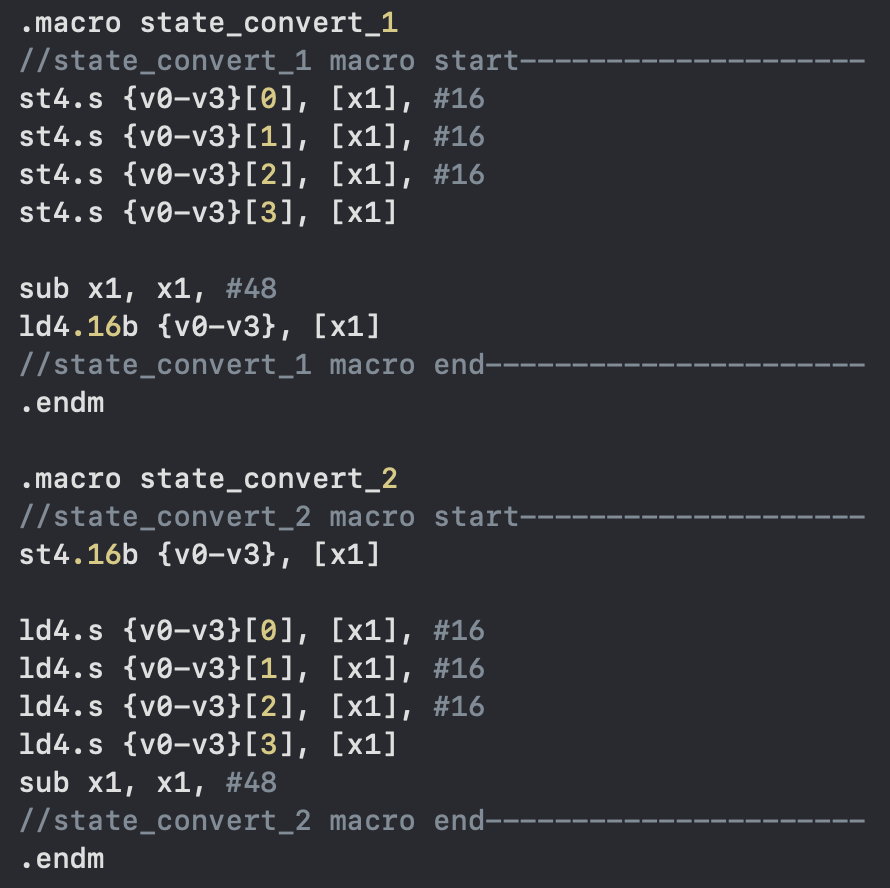 .macro state_convert_1
//state_convert_1 macro start--------------------
st4.s {v0-v3}[0], [x1], #16
st4.s {v0-v3}[1], [x1], #16
st4.s {v0-v3}[2], [x1], #16
st4.s {v0-v3}[3], [x1]
sub x1, x1, #48
ld4.16b {v0-v3}, [x1]
//state_convert_1 macro end----------------------
.endm
.macro state_convert_2
//state_convert_2 macro start--------------------
st4.16b {v0-v3}, [x1]
ld4.s {v0-v3}[0], [x1], #16
ld4.s {v0-v3}[1], [x1], #16
ld4.s {v0-v3}[2], [x1], #16
ld4.s {v0-v3}[3], [x1]
sub x1, x1, #48
//state_convert_2 macro end----------------------
.endm